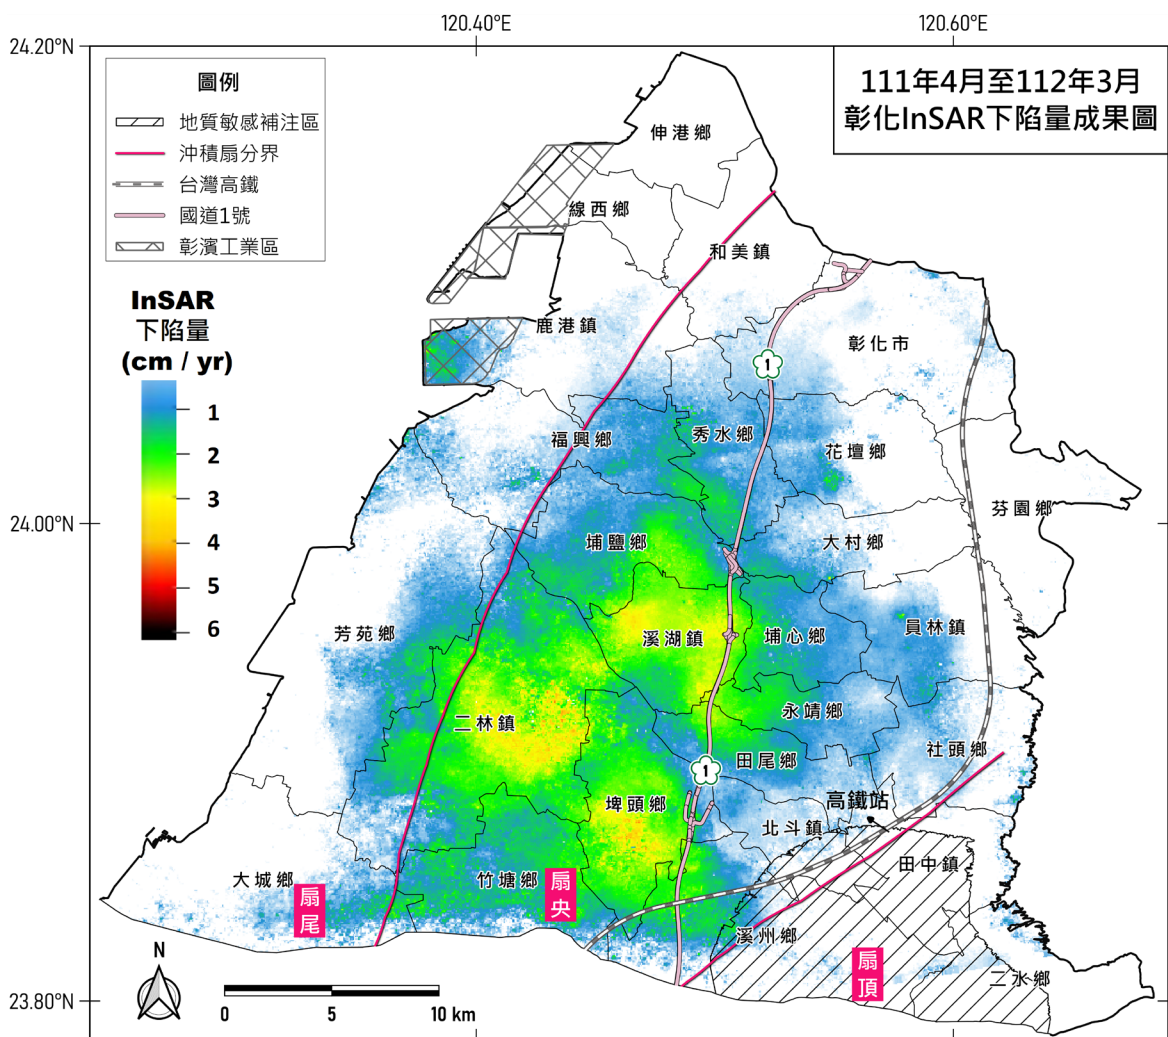 120.40°E
120.60°E
24.20°N
24.00°N
23.80°N
111年4月至112年3月
彰化InSAR下陷量成果圖
圖例
地質敏感補注區
沖積扇分界
台灣高鐵
國道1號
彰濱工業區
InSAR
下陷量
(cm / yr)
1
2
3
4
5
6
伸港鄉
線西鄉
和美鎮
鹿港鎮
彰化市
1
福興鄉
秀水鄉
花壇鄉
芬園鄉
埔鹽鄉
大村鄉
芳苑鄉
溪湖鎮
埔心鄉
員林鎮
二林鎮
永靖鄉
田尾鄉
社頭鄉
1
埤頭鄉
高鐵站
北斗鎮
田中鎮
大城鄉
竹塘鄉
扇尾
扇央
溪州鄉
扇頂
二水鄉
N
0
5
10 km